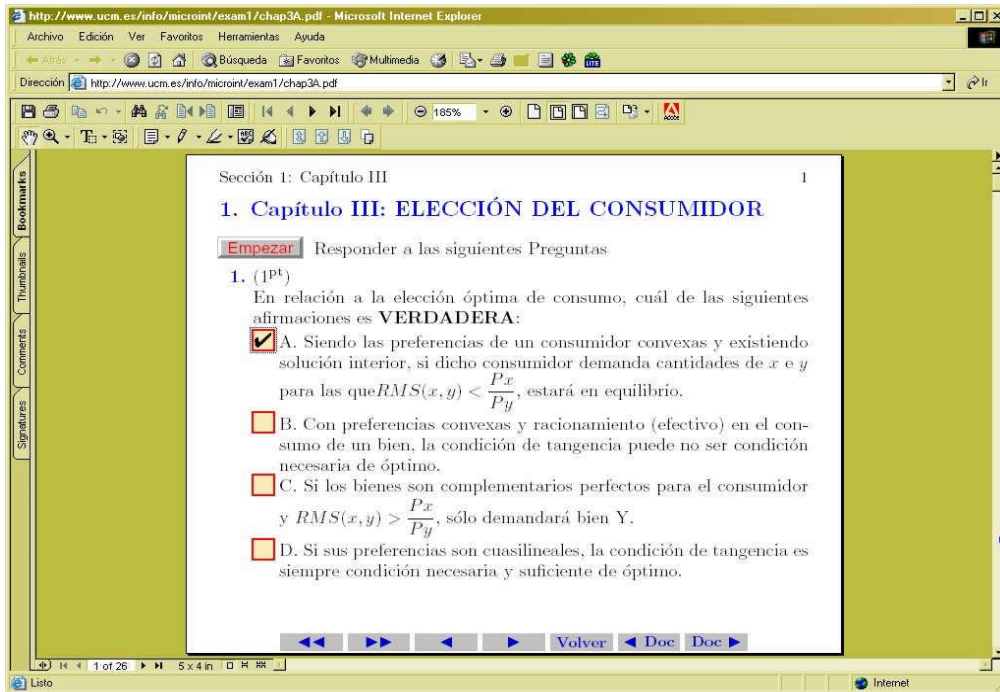 http://www.ucm.es/info/microint/exam1/chap3A.pdf - Microsoft Internet Explorer
Archivo Edición Ver Favoritos Herramientas Ayuda
Atrás Búsqueda Favoritos Multimedia
Dirección http://www.ucm.es/info/microint/exam1/chap3A.pdf Ir
185% Adobe
Bookmarks
Thumbnails
Comments
Signatures
Sección 1: Capítulo III 1
1. Capítulo III: ELECCIÓN DEL CONSUMIDOR
Empezar Responder a las siguientes Preguntas
1. (1pt)
En relación a la elección óptima de consumo, cuál de las siguientes
afirmaciones es VERDADERA:
A. Siendo las preferencias de un consumidor convexas y existiendo
solución interior, si dicho consumidor demanda cantidades de x e y
para las queRMS(x, y) < Px/Py, estará en equilibrio.
B. Con preferencias convexas y racionamiento (efectivo) en el con-
sumo de un bien, la condición de tangencia puede no ser condición
necesaria de óptimo.
C. Si los bienes son complementarios perfectos para el consumidor
y RMS(x, y) > Px/Py, sólo demandará bien Y.
D. Si sus preferencias son cuasilineales, la condición de tangencia es
siempre condición necesaria y suficiente de óptimo.
Volver Doc Doc
1 of 26 5 x 4 in
Listo Internet